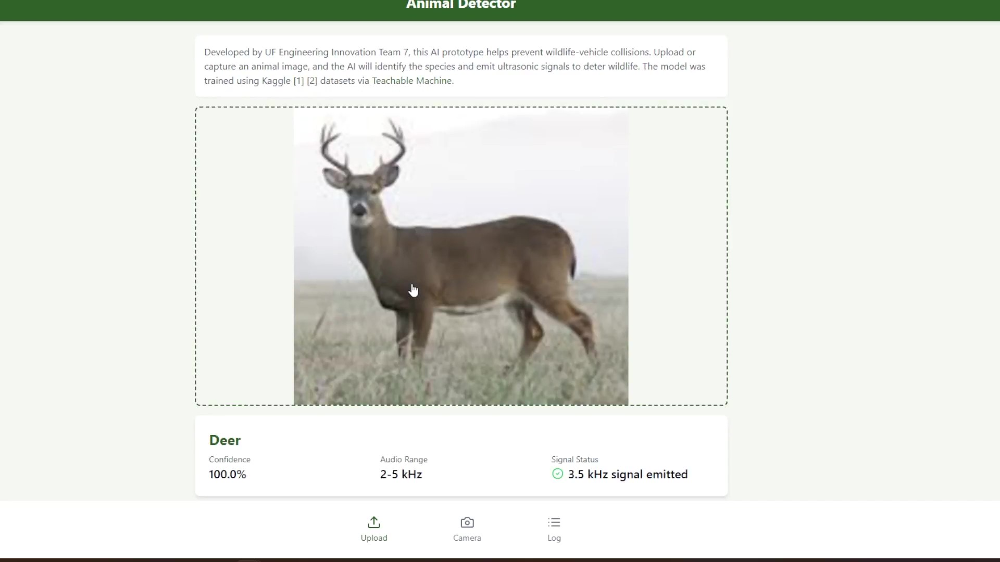 Animal Detector
Developed by UF Engineering Innovation Team 7, this AI prototype helps prevent wildlife-vehicle collisions. Upload or
capture an animal image, and the AI will identify the species and emit ultrasonic signals to deter wildlife. The model was
trained using Kaggle [1] [2] datasets via Teachable Machine.
Deer
Confidence
Audio Range
Signal Status
100.0%
2-5 kHz
3.5 kHz signal emitted
Upload
Camera
Log